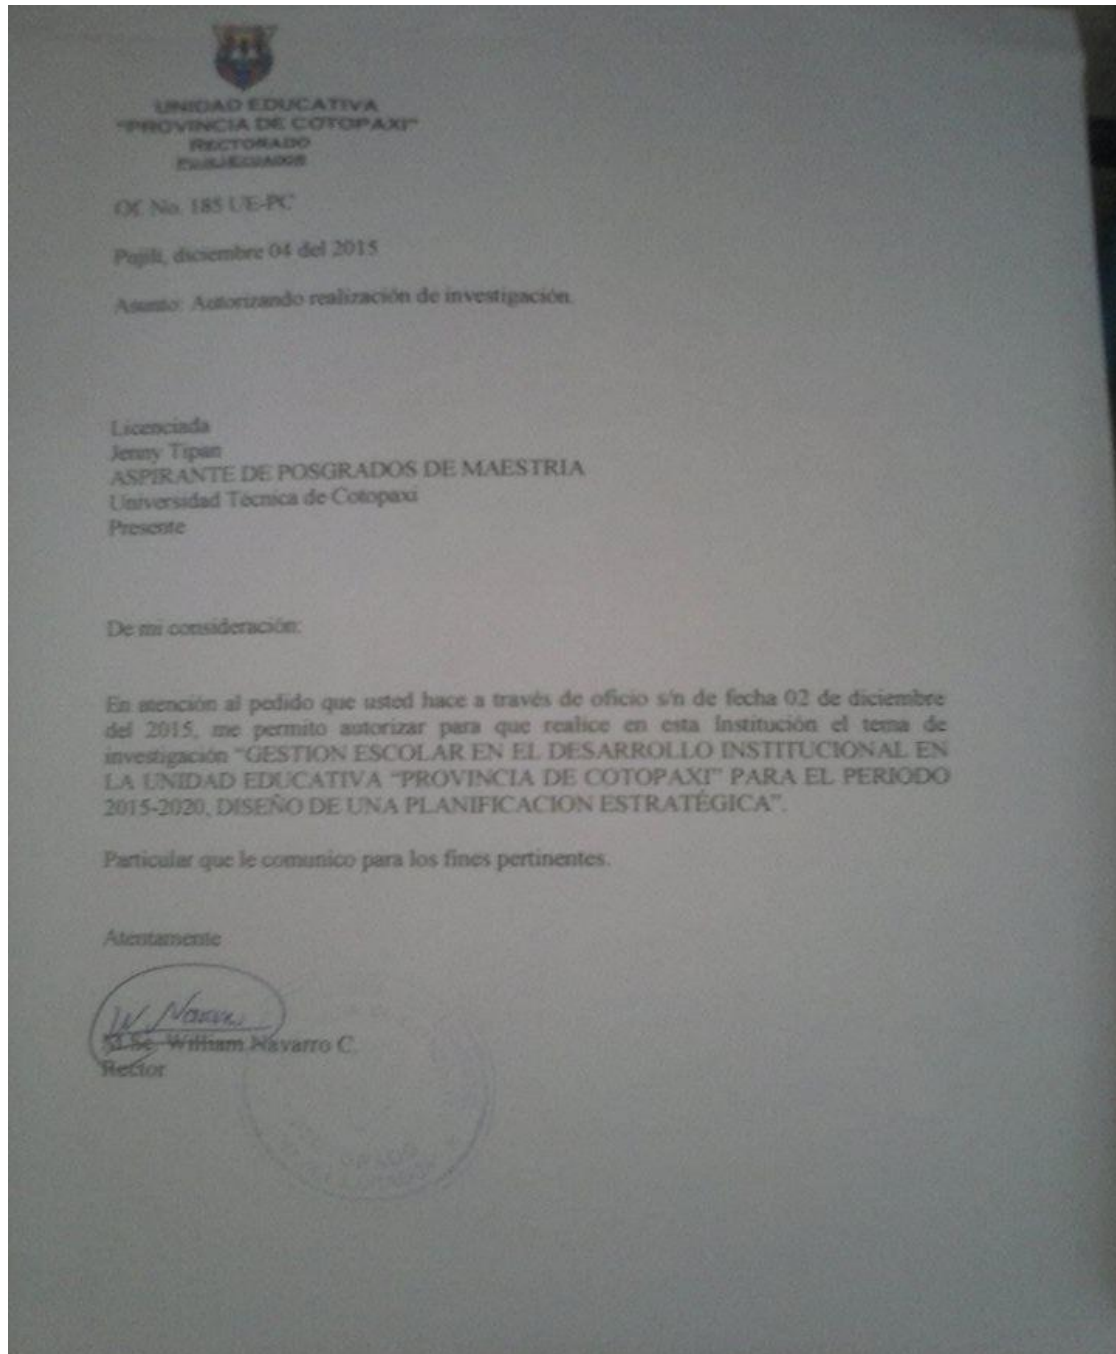 UNIDAD EDUCATIVA
"PROVINCIA DE COTOPAXI"
RECTORADO
PUJILI-ECUADOR
Of. No. 185 UE-PC
Pujili, diciembre 04 del 2015
Asunto: Autorizando realización de investigación.
Licenciada
Jenny Tipan
ASPIRANTE DE POSGRADOS DE MAESTRIA
Universidad Técnica de Cotopaxi
Presente
De mi consideración:
En atención al pedido que usted hace a través de oficio s/n de fecha 02 de diciembre
del 2015, me permito autorizar para que realice en esta Institución el tema de
investigación "GESTION ESCOLAR EN EL DESARROLLO INSTITUCIONAL EN
LA UNIDAD EDUCATIVA "PROVINCIA DE COTOPAXI" PARA EL PERIODO
2015-2020, DISEÑO DE UNA PLANIFICACION ESTRATÉGICA".
Particular que le comunico para los fines pertinentes.
Atentamente
M.Sc. William Navarro C.
Rector